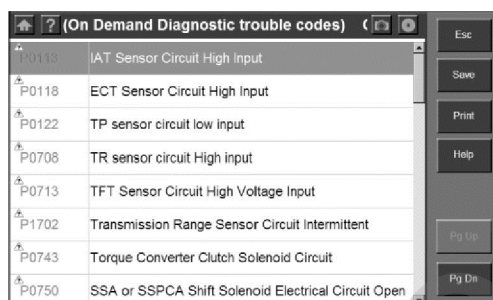 ? (On Demand Diagnostic trouble codes) (
P0113 IAT Sensor Circuit High Input
P0118 ECT Sensor Circuit High Input
P0122 TP sensor circuit low input
P0708 TR sensor circuit High input
P0713 TFT Sensor Circuit High Voltage Input
P1702 Transmission Range Sensor Circuit Intermittent
P0743 Torque Converter Clutch Solenoid Circuit
P0750 SSA or SSPCA Shift Solenoid Electrical Circuit Open
Esc
Save
Print
Help
Pg Up
Pg Dn